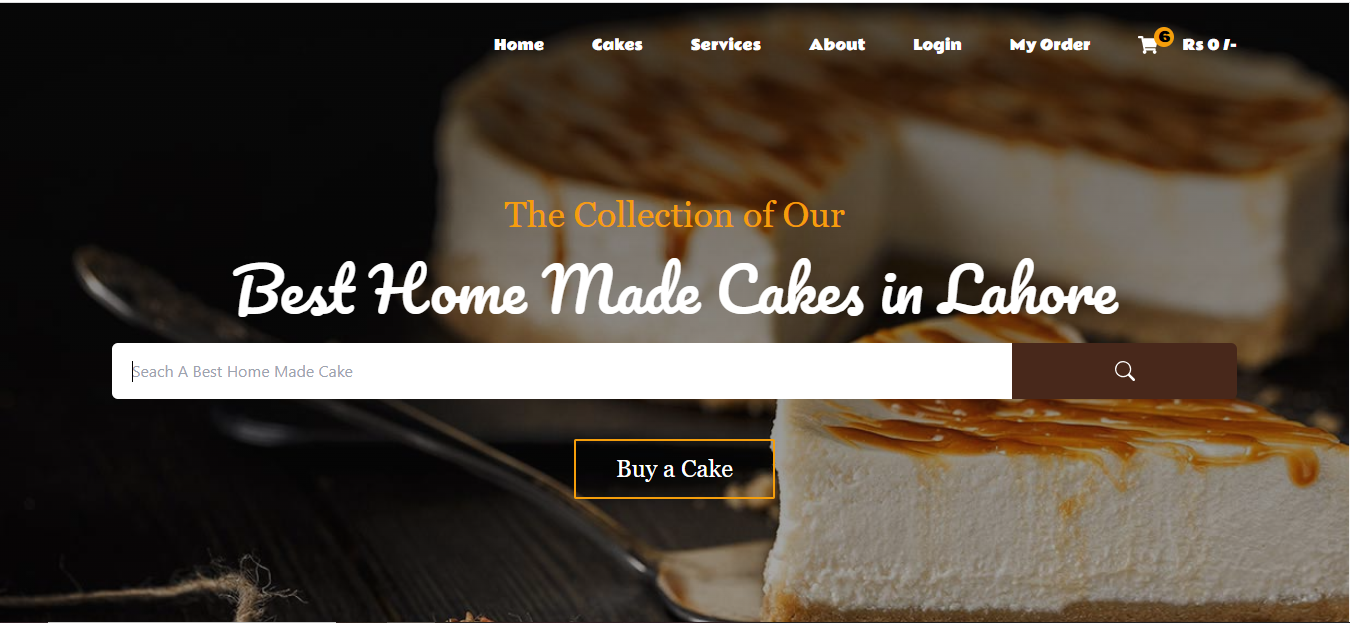 Home Cakes Services About Login My Order 6 Rs 0 /-
The Collection of Our
Best Home Made Cakes in Lahore
Seach A Best Home Made Cake
Buy a Cake